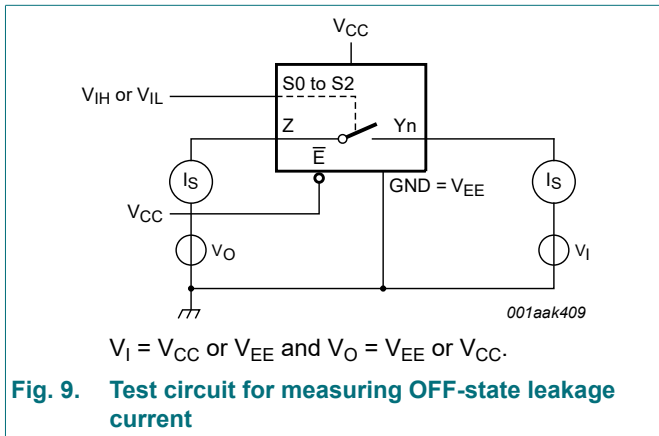 VCC
S0 to S2
VIH or VIL
Z
Yn
E
IS
GND = VEE
IS
VCC
VO
VI
001aak409
VI = VCC or VEE and VO = VEE or VCC.
Fig. 9. Test circuit for measuring OFF-state leakage
current